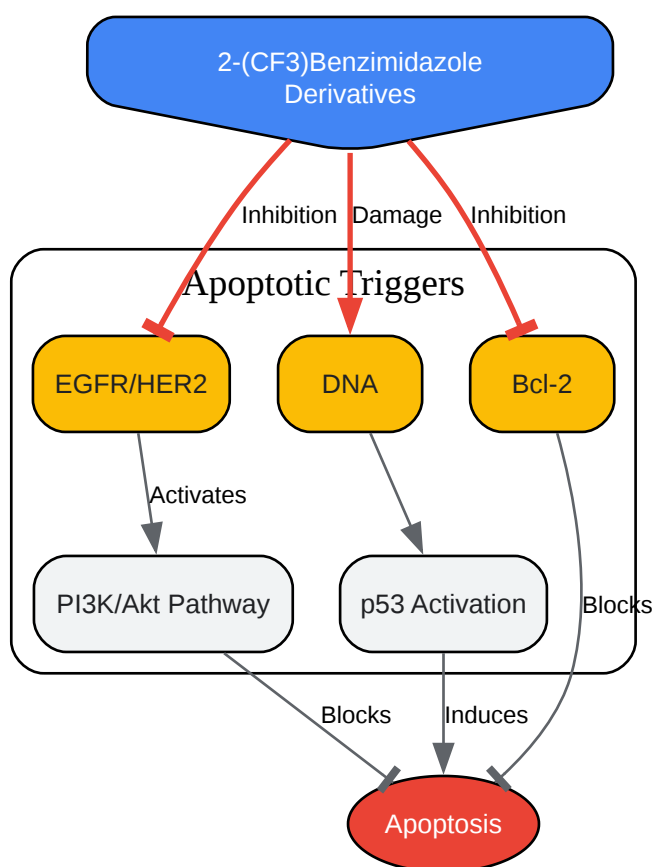 2-(CF3)Benzimidazole
Derivatives
Inhibition
Damage
Inhibition
Apoptotic Triggers
EGFR/HER2
DNA
Bcl-2
Activates
PI3K/Akt Pathway
p53 Activation
Blocks
Blocks
Induces
Apoptosis